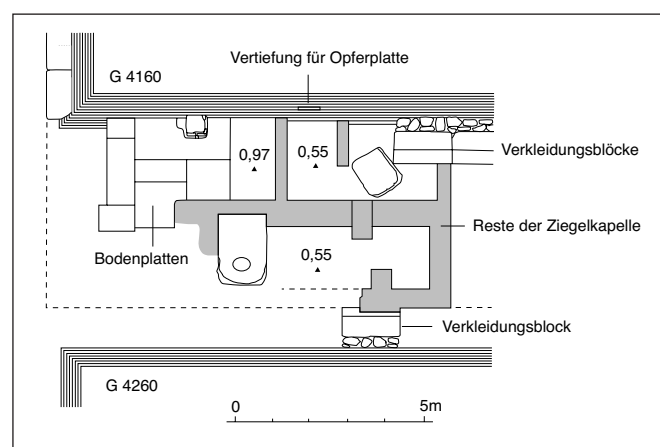 G 4160
Vertiefung für Opferplatte
0,97
0,55
Verkleidungsblöcke
Reste der Ziegelkapelle
Bodenplatten
0,55
Verkleidungsblock
G 4260
0
5m